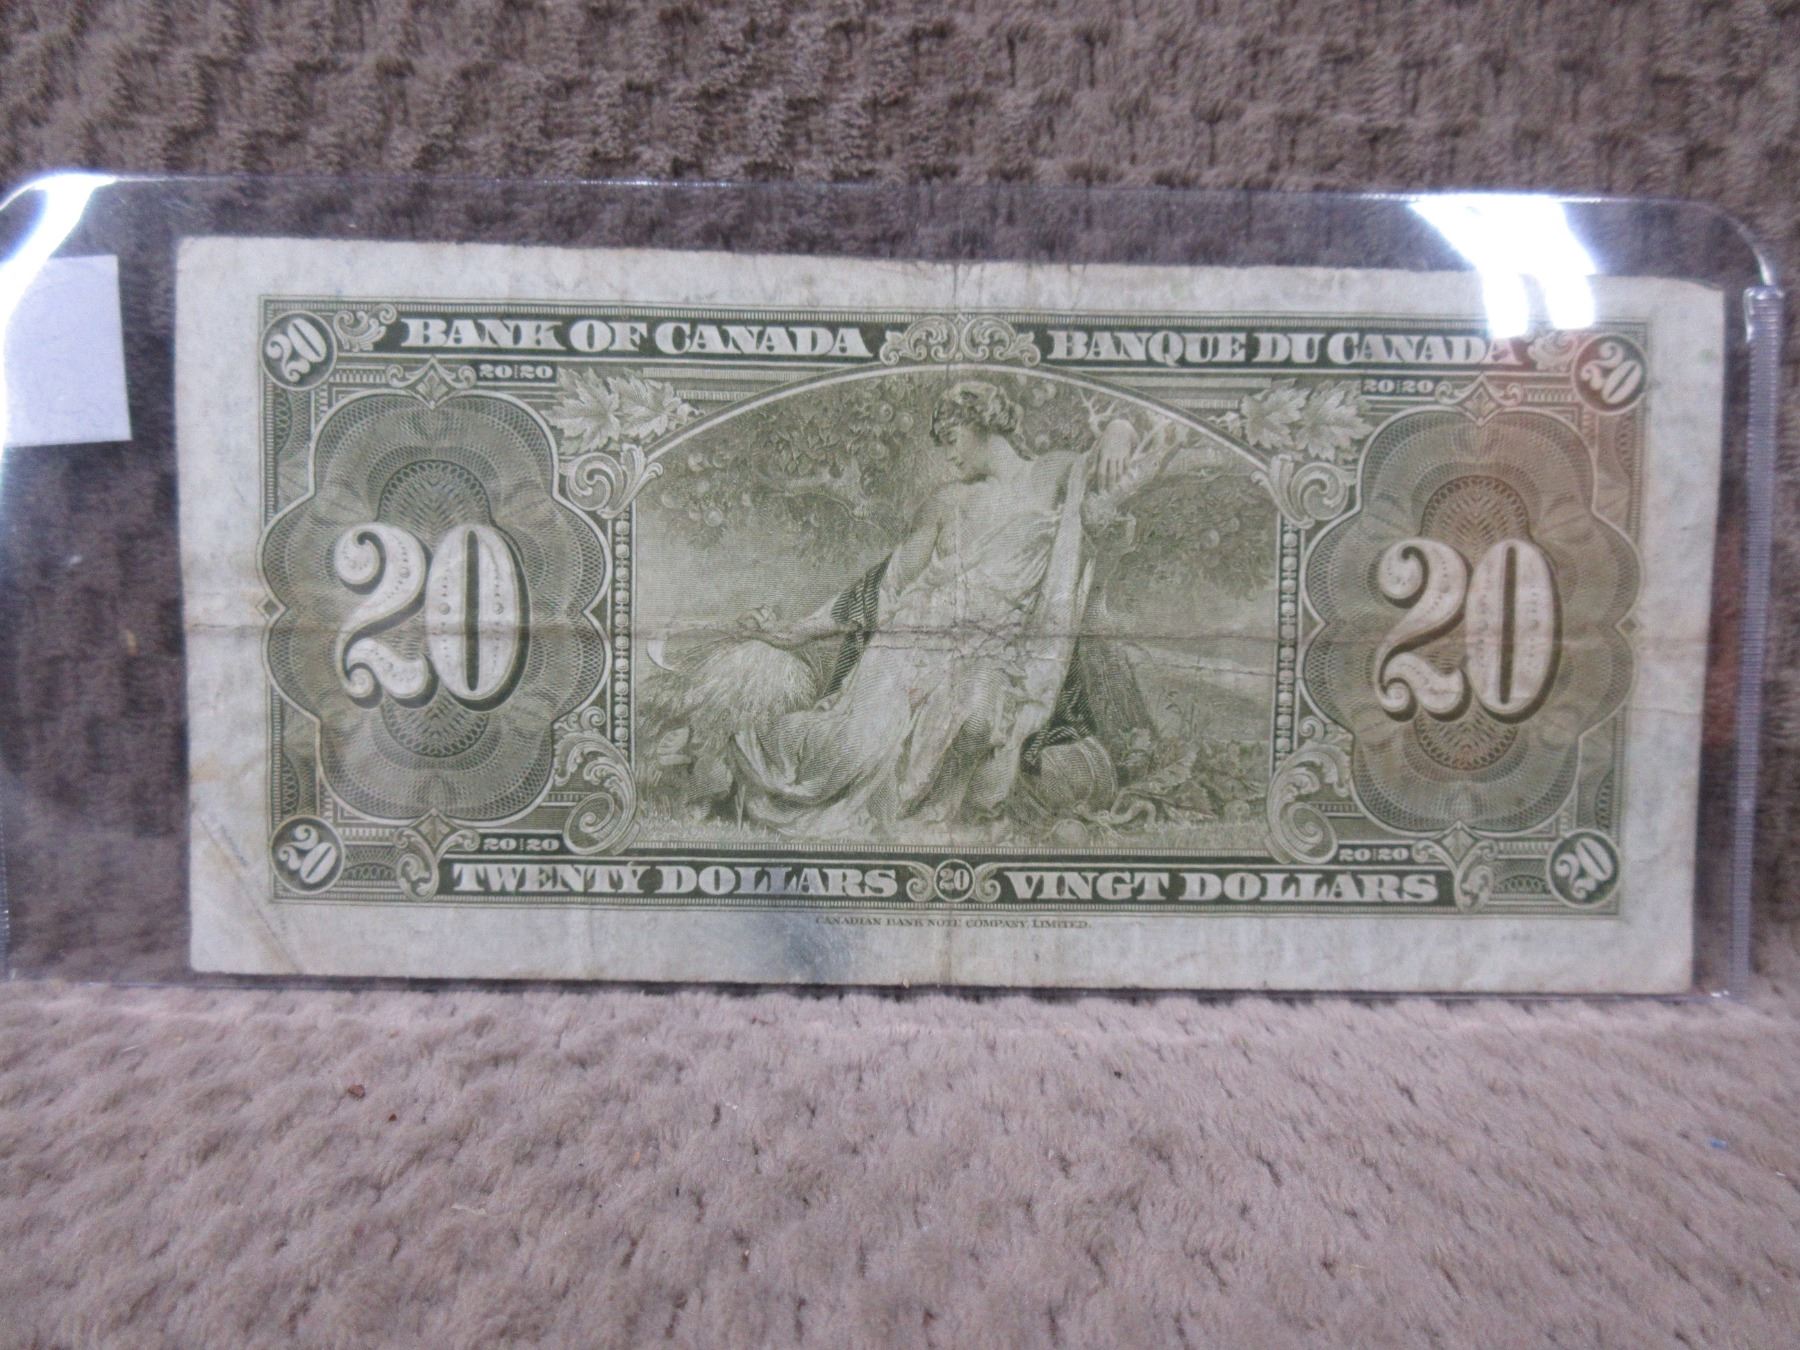 20 BANK OF CANADA BANQUE DU CANADA 20
20 20 20 20
20 20
20 20 20 20
20 TWENTY DOLLARS 20 VINGT DOLLARS 20
CANADIAN BANK NOTE COMPANY, LIMITED.